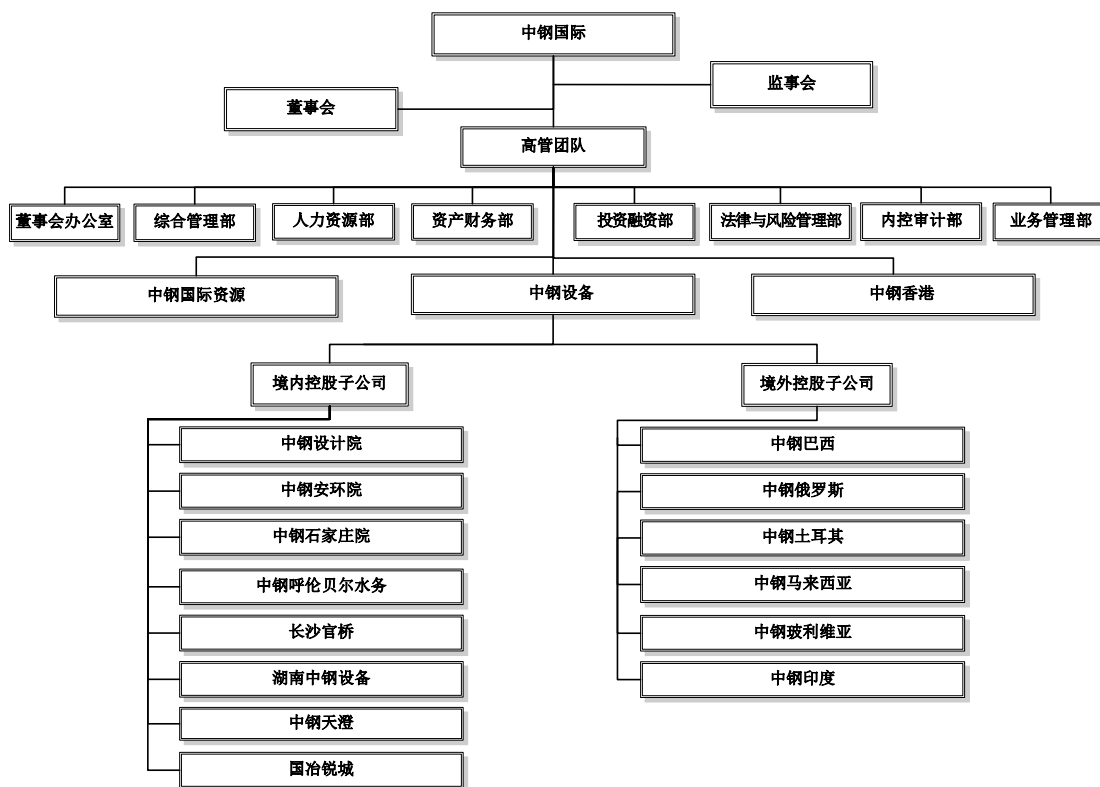 中钢国际
监事会
董事会
高管团队
董事会办公室
综合管理部
人力资源部
资产财务部
投资融资部
法律与风险管理部
内控审计部
业务管理部
中钢国际资源
中钢设备
中钢香港
境内控股子公司
境外控股子公司
中钢设计院
中钢安环院
中钢石家庄院
中钢呼伦贝尔水务
长沙官桥
湖南中钢设备
中钢天澄
国冶锐城
中钢巴西
中钢俄罗斯
中钢土耳其
中钢马来西亚
中钢玻利维亚
中钢印度